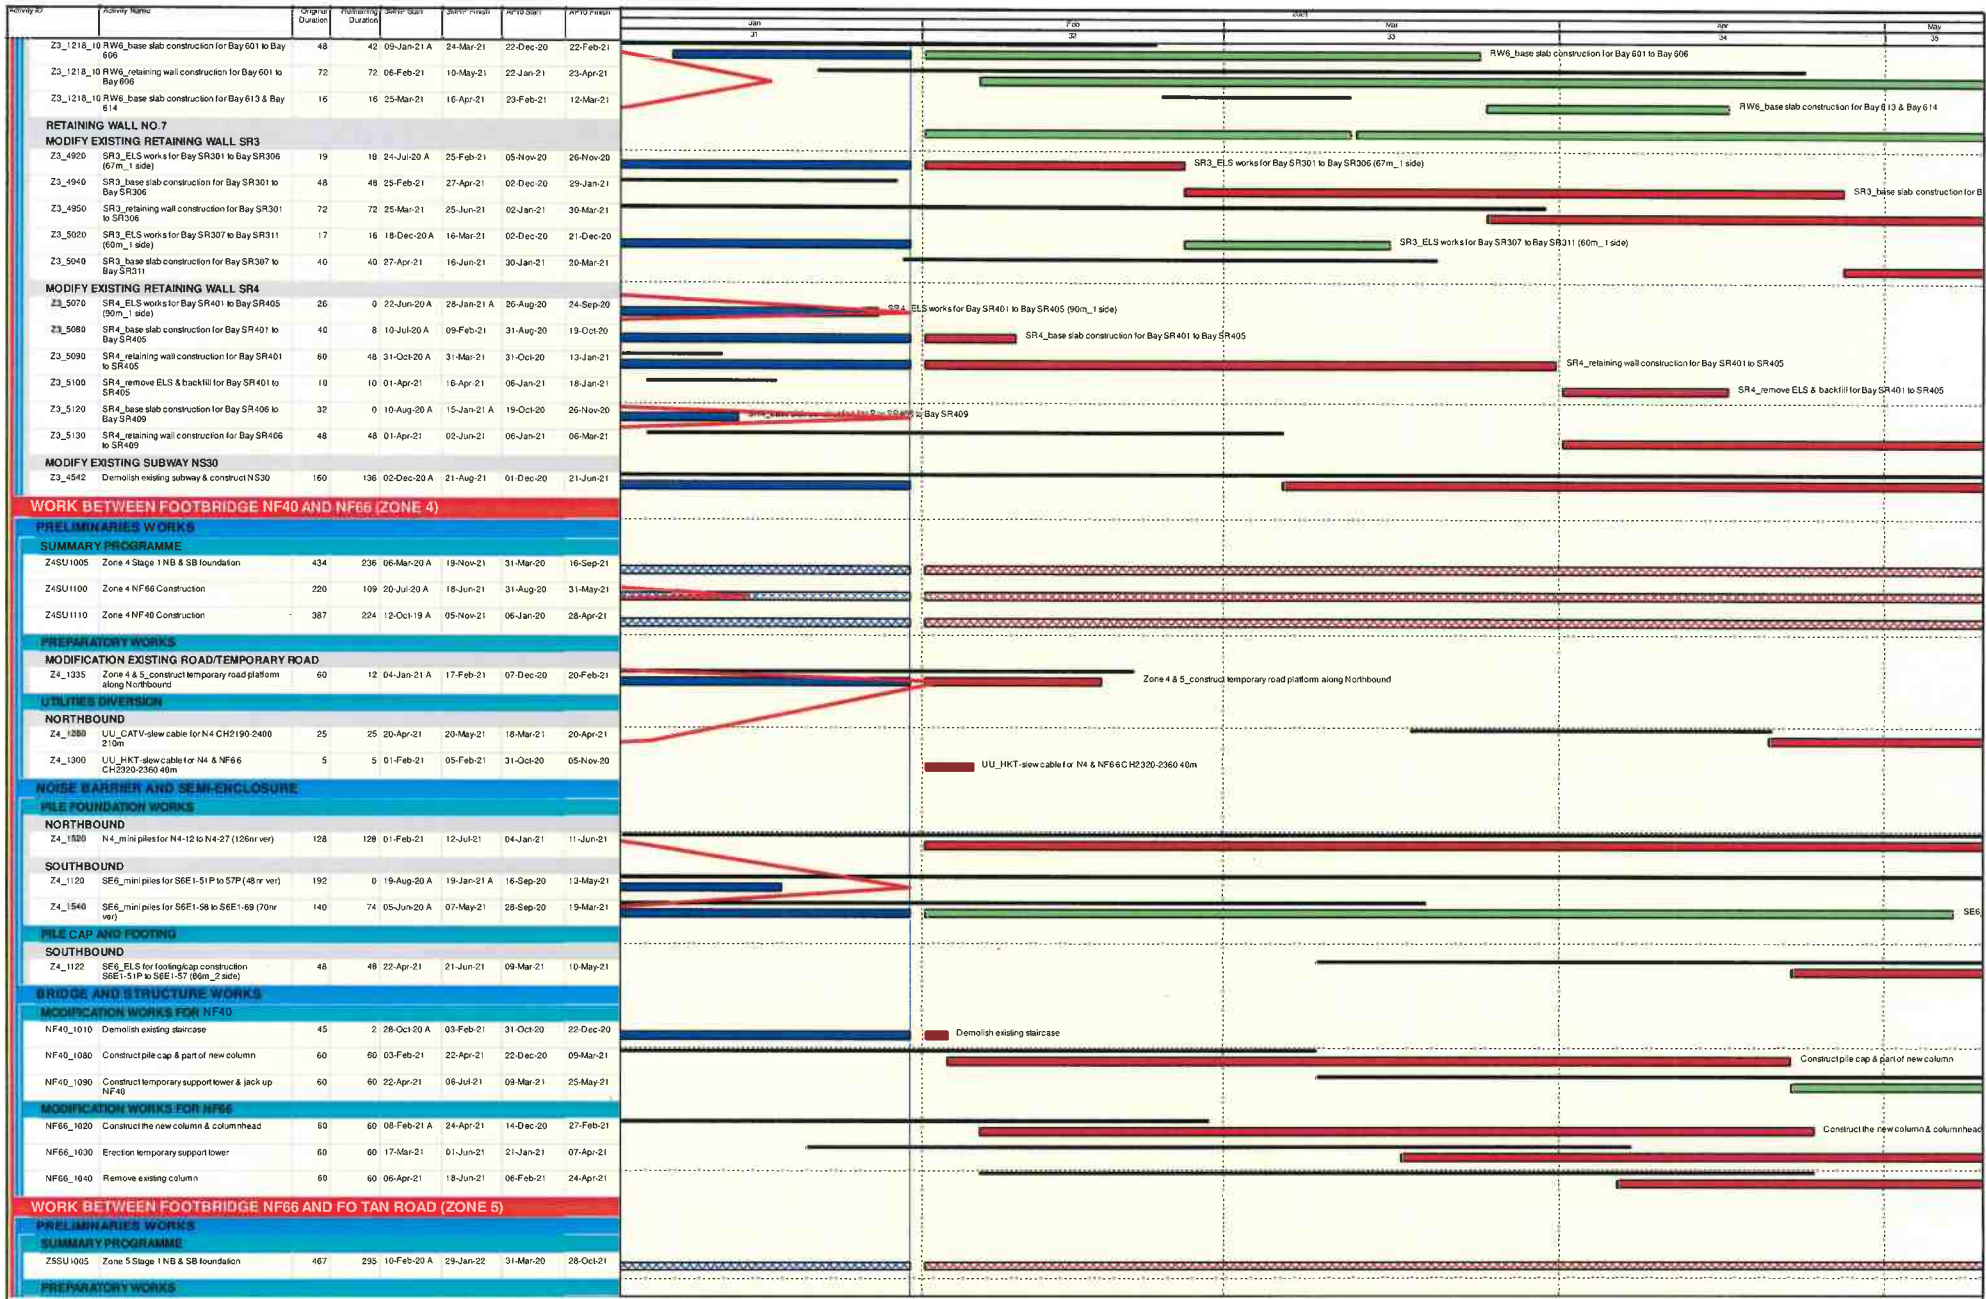 Activity ID Activity Name Original Duration Remaining Duration 3MRP Start 3MRP Finish AP10 Start AP10 Finish
2021
Jan Feb Mar Apr May
31 32 33 34 35
Z3_1218_10 RW6_base slab construction for Bay 601 to Bay 606 48 42 09-Jan-21 A 24-Mar-21 22-Dec-20 22-Feb-21
RW6_base slab construction for Bay 601 to Bay 606
Z3_1218_10 RW6_retaining wall construction for Bay 601 to Bay 606 72 72 06-Feb-21 10-May-21 22-Jan-21 23-Apr-21
Z3_1218_10 RW6_base slab construction for Bay 613 & Bay 614 16 16 25-Mar-21 16-Apr-21 23-Feb-21 12-Mar-21
RW6_base slab construction for Bay 613 & Bay 614
RETAINING WALL NO.7
MODIFY EXISTING RETAINING WALL SR3
Z3_4920 SR3_ELS works for Bay SR301 to Bay SR306 (67m_1 side) 19 18 24-Jul-20 A 25-Feb-21 05-Nov-20 26-Nov-20
SR3_ELS works for Bay SR301 to Bay SR306 (67m_1 side)
Z3_4940 SR3_base slab construction for Bay SR301 to Bay SR306 48 48 25-Feb-21 27-Apr-21 02-Dec-20 29-Jan-21
SR3_base slab construction for B
Z3_4950 SR3_retaining wall construction for Bay SR301 to SR306 72 72 25-Mar-21 25-Jun-21 02-Jan-21 30-Mar-21
Z3_5020 SR3_ELS works for Bay SR307 to Bay SR311 (60m_1 side) 17 16 18-Dec-20 A 16-Mar-21 02-Dec-20 21-Dec-20
SR3_ELS works for Bay SR307 to Bay SR311 (60m_1 side)
Z3_5040 SR3_base slab construction for Bay SR307 to Bay SR311 40 40 27-Apr-21 16-Jun-21 30-Jan-21 20-Mar-21
MODIFY EXISTING RETAINING WALL SR4
Z3_5070 SR4_ELS works for Bay SR401 to Bay SR405 (90m_1 side) 26 0 22-Jun-20 A 28-Jan-21 A 26-Aug-20 24-Sep-20
SR4_ELS works for Bay SR401 to Bay SR405 (90m_1 side)
Z3_5080 SR4_base slab construction for Bay SR401 to Bay SR405 40 8 10-Jul-20 A 09-Feb-21 31-Aug-20 19-Oct-20
SR4_base slab construction for Bay SR401 to Bay SR405
Z3_5090 SR4_retaining wall construction for Bay SR401 to SR405 60 48 31-Oct-20 A 31-Mar-21 31-Oct-20 13-Jan-21
SR4_retaining wall construction for Bay SR401 to SR405
Z3_5100 SR4_remove ELS & backfill for Bay SR401 to SR405 10 10 01-Apr-21 16-Apr-21 06-Jan-21 18-Jan-21
SR4_remove ELS & backfill for Bay SR401 to SR405
Z3_5120 SR4_base slab construction for Bay SR406 to Bay SR409 32 0 10-Aug-20 A 15-Jan-21 A 19-Oct-20 26-Nov-20
Bay SR409
Z3_5130 SR4_retaining wall construction for Bay SR406 to SR409 48 48 01-Apr-21 02-Jun-21 06-Jan-21 06-Mar-21
MODIFY EXISTING SUBWAY NS30
Z3_4542 Demolish existing subway & construct NS30 160 136 02-Dec-20 A 21-Aug-21 01-Dec-20 21-Jun-21
WORK BETWEEN FOOTBRIDGE NF40 AND NF66 (ZONE 4)
PRELIMINARIES WORKS
SUMMARY PROGRAMME
Z4SU1005 Zone 4 Stage 1 NB & SB foundation 434 236 06-Mar-20 A 19-Nov-21 31-Mar-20 16-Sep-21
Z4SU1100 Zone 4 NF66 Construction 220 109 20-Jul-20 A 18-Jun-21 31-Aug-20 31-May-21
Z4SU1110 Zone 4 NF40 Construction 387 224 12-Oct-19 A 05-Nov-21 06-Jan-20 28-Apr-21
PREPARATORY WORKS
MODIFICATION EXISTING ROAD/TEMPORARY ROAD
Z4_1335 Zone 4 & 5_construct temporary road platform along Northbound 60 12 04-Jan-21 A 17-Feb-21 07-Dec-20 20-Feb-21
Zone 4 & 5_construct temporary road platform along Northbound
UTILITIES DIVERSION
NORTHBOUND
Z4_1288 UU_CATV-slew cable for N4 CH2190-2400 210m 25 25 20-Apr-21 20-May-21 18-Mar-21 20-Apr-21
Z4_1300 UU_HKT-slew cable for N4 & NF66 CH2320-2360 40m 5 5 01-Feb-21 05-Feb-21 31-Oct-20 05-Nov-20
UU_HKT-slew cable for N4 & NF66 CH2320-2360 40m
NOISE BARRIER AND SEMI-ENCLOSURE
PILE FOUNDATION WORKS
NORTHBOUND
Z4_1520 N4_mini piles for N4-12 to N4-27 (126nr ver) 128 128 01-Feb-21 12-Jul-21 04-Jan-21 11-Jun-21
SOUTHBOUND
Z4_1120 SE6_mini piles for S6E1-51P to 57P (48nr ver) 192 0 19-Aug-20 A 19-Jan-21 A 16-Sep-20 13-May-21
Z4_1540 SE6_mini piles for S6E1-58 to S6E1-69 (70nr ver) 140 74 05-Jun-20 A 07-May-21 28-Sep-20 19-Mar-21
SE6_
PILE CAP AND FOOTING
SOUTHBOUND
Z4_1122 SE6_ELS for footing/cap construction S6E1-51P to S6E1-57 (66m_2 side) 48 48 22-Apr-21 21-Jun-21 09-Mar-21 10-May-21
BRIDGE AND STRUCTURE WORKS
MODIFICATION WORKS FOR NF40
NF40_1010 Demolish existing staircase 45 2 28-Oct-20 A 03-Feb-21 31-Oct-20 22-Dec-20
Demolish existing staircase
NF40_1080 Construct pile cap & part of new column 60 60 03-Feb-21 22-Apr-21 22-Dec-20 09-Mar-21
Construct pile cap & part of new column
NF40_1090 Construct temporary support tower & jack up NF40 60 60 22-Apr-21 06-Jul-21 09-Mar-21 25-May-21
MODIFICATION WORKS FOR NF66
NF66_1020 Construct the new column & columnhead 60 60 08-Feb-21 A 24-Apr-21 14-Dec-20 27-Feb-21
Construct the new column & columnhead
NF66_1030 Erection temporary support tower 60 60 17-Mar-21 01-Jun-21 21-Jan-21 07-Apr-21
NF66_1040 Remove existing column 60 60 06-Apr-21 18-Jun-21 06-Feb-21 24-Apr-21
WORK BETWEEN FOOTBRIDGE NF66 AND FO TAN ROAD (ZONE 5)
PRELIMINARIES WORKS
SUMMARY PROGRAMME
Z5SU1005 Zone 5 Stage 1 NB & SB foundation 467 295 10-Feb-20 A 29-Jan-22 31-Mar-20 28-Oct-21
PREPARATORY WORKS